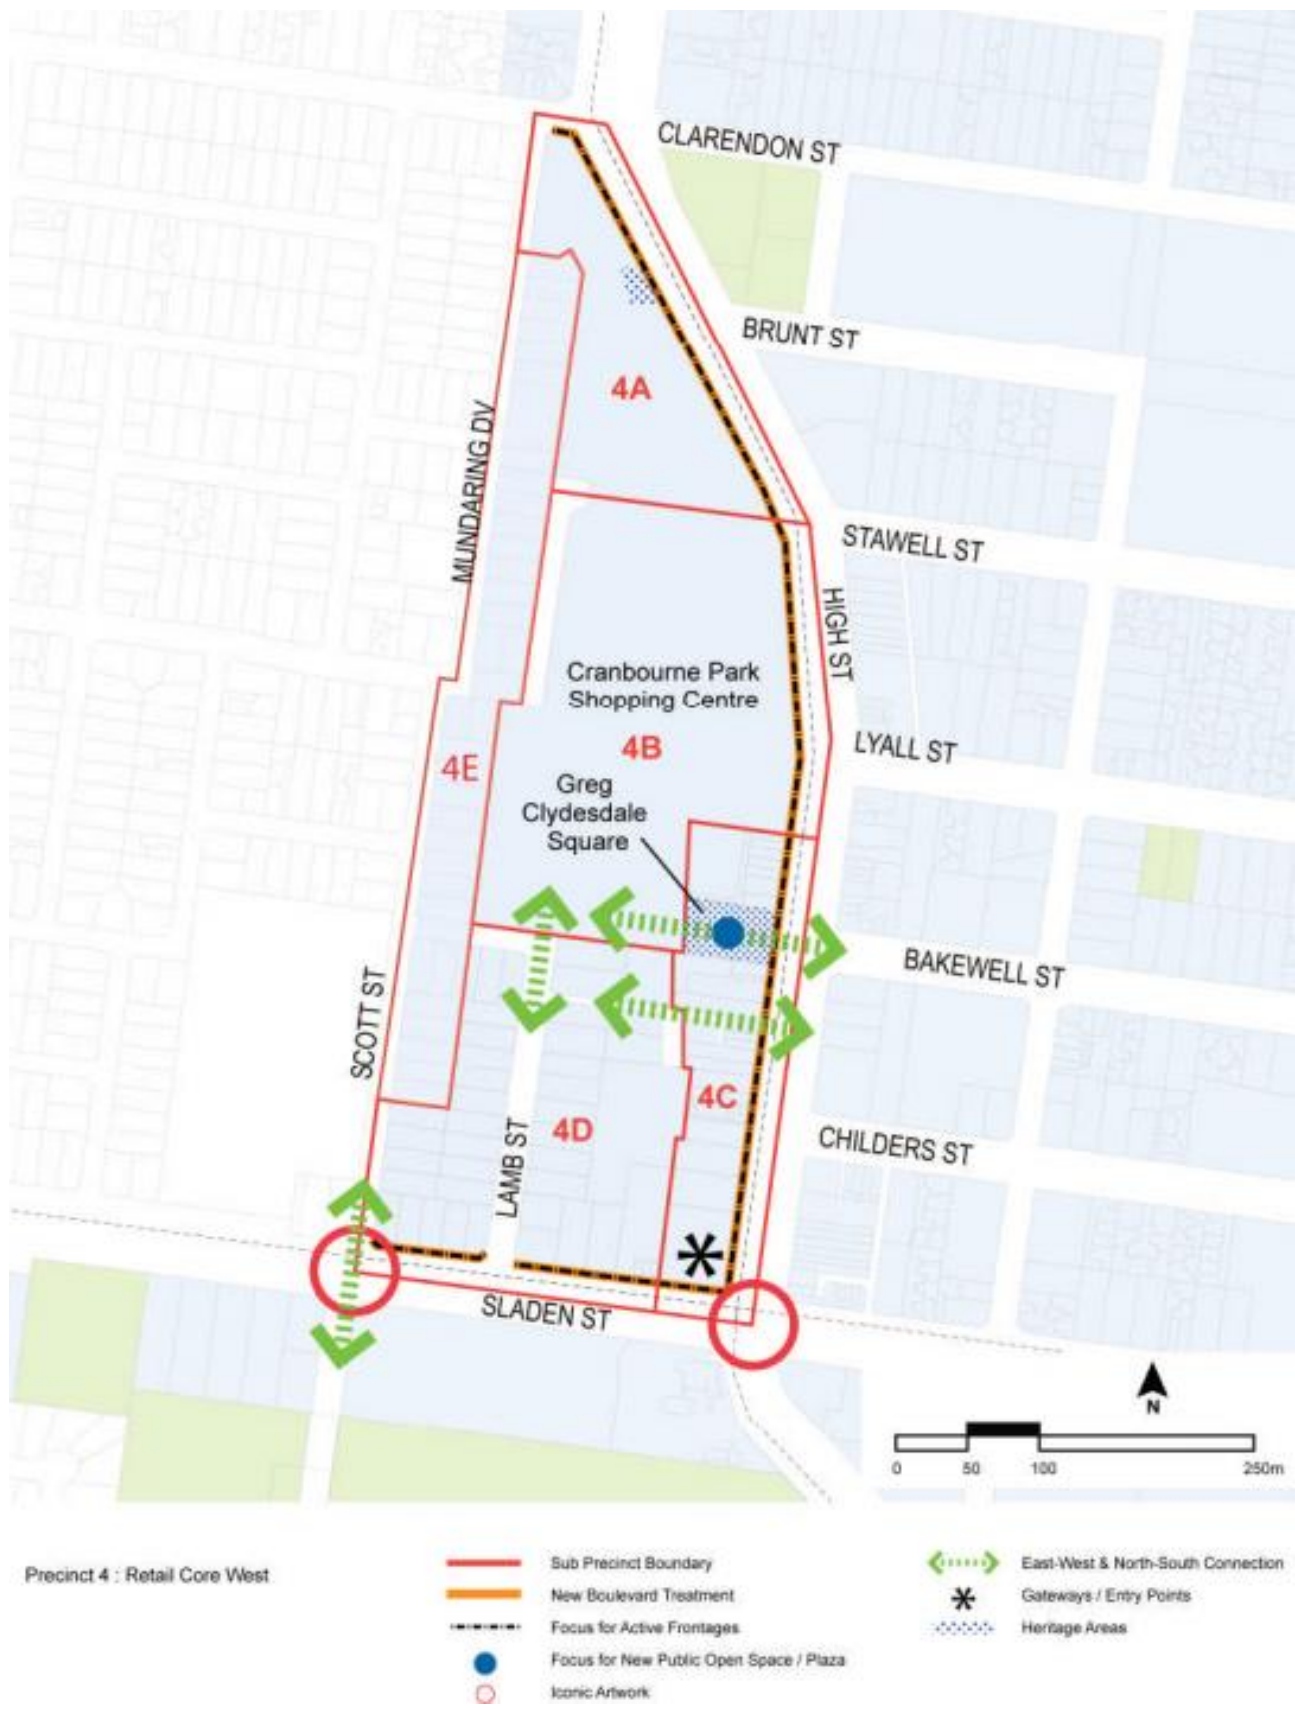 CLARENDON ST
BRUNT ST
4A
MUNDARING DV
STAWELL ST
HIGH ST
Cranbourne Park
Shopping Centre
4B
LYALL ST
4E
Greg
Clydesdale
Square
BAKEWELL ST
SCOTT ST
4C
4D
CHILDERS ST
LAMB ST
SLADEN ST
N
0 50 100 250m
Precinct 4 : Retail Core West
Sub Precinct Boundary
New Boulevard Treatment
Focus for Active Frontages
Focus for New Public Open Space / Plaza
Iconic Artwork
East-West & North-South Connection
Gateways / Entry Points
Heritage Areas